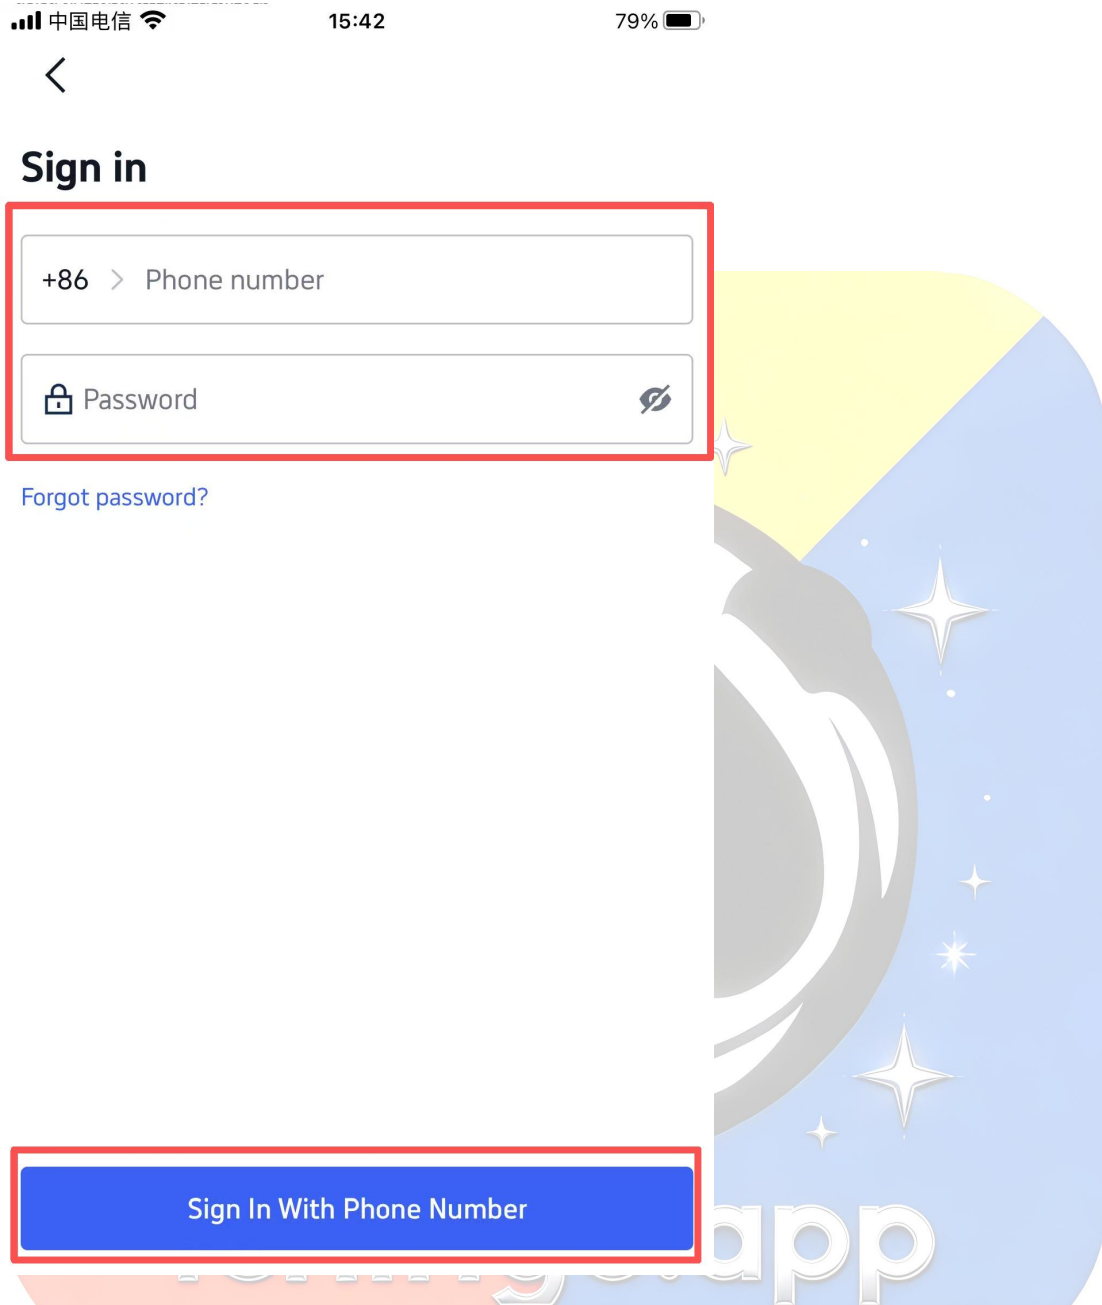 中国电信
15:42
79%
Sign in
+86 > Phone number
Password
Forgot password?
Sign In With Phone Number
.app